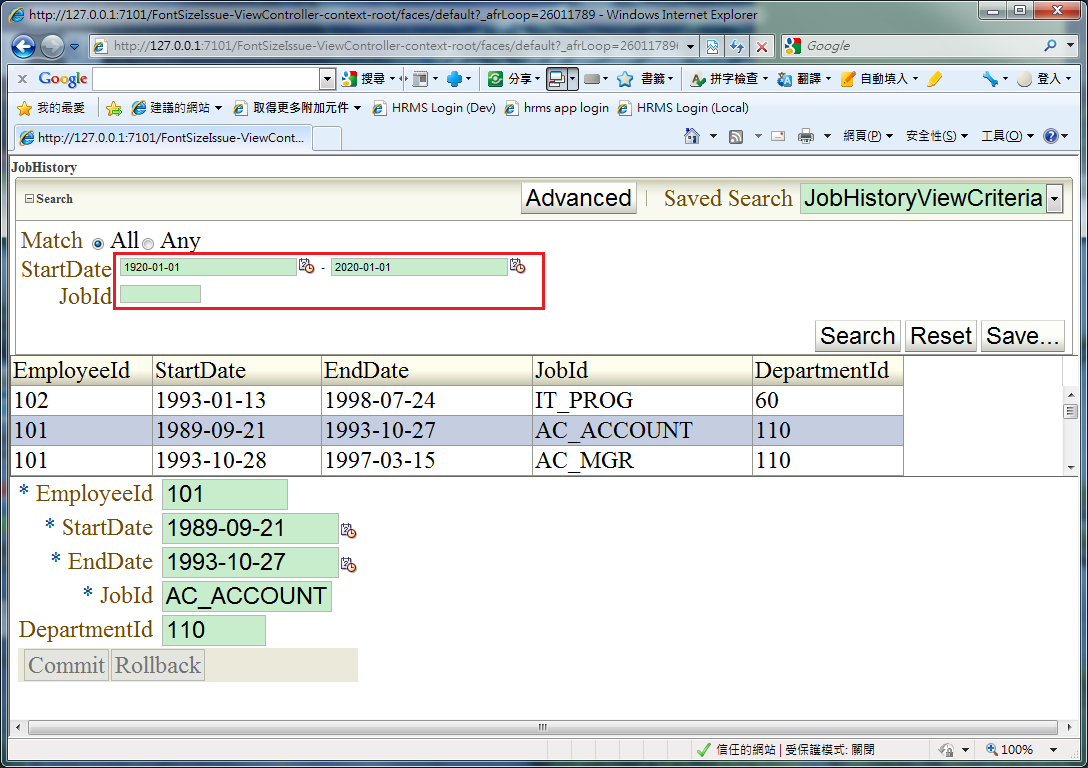 http://127.0.0.1:7101/FontSizeIssue-ViewController-context-root/faces/default?_afrLoop=26011789 - Windows Internet Explorer
http://127.0.0.1:7101/FontSizeIssue-ViewController-context-root/faces/default?_afrLoop=26011789 Google
x Google 搜尋 分享 書籤 拼字檢查 翻譯 自動填入 登入
我的最愛 建議的網站 取得更多附加元件 HRMS Login (Dev) hrms app login HRMS Login (Local)
http://127.0.0.1:7101/FontSizeIssue-ViewCont... 網頁(P) 安全性(S) 工具(O)
JobHistory
Search Advanced Saved Search JobHistoryViewCriteria
Match All Any
StartDate 1920-01-01 - 2020-01-01
JobId
Search Reset Save...
EmployeeId StartDate EndDate JobId DepartmentId
102 1993-01-13 1998-07-24 IT_PROG 60
101 1989-09-21 1993-10-27 AC_ACCOUNT 110
101 1993-10-28 1997-03-15 AC_MGR 110
* EmployeeId 101
* StartDate 1989-09-21
* EndDate 1993-10-27
* JobId AC_ACCOUNT
DepartmentId 110
Commit Rollback
信任的網站 | 受保護模式: 關閉 100%